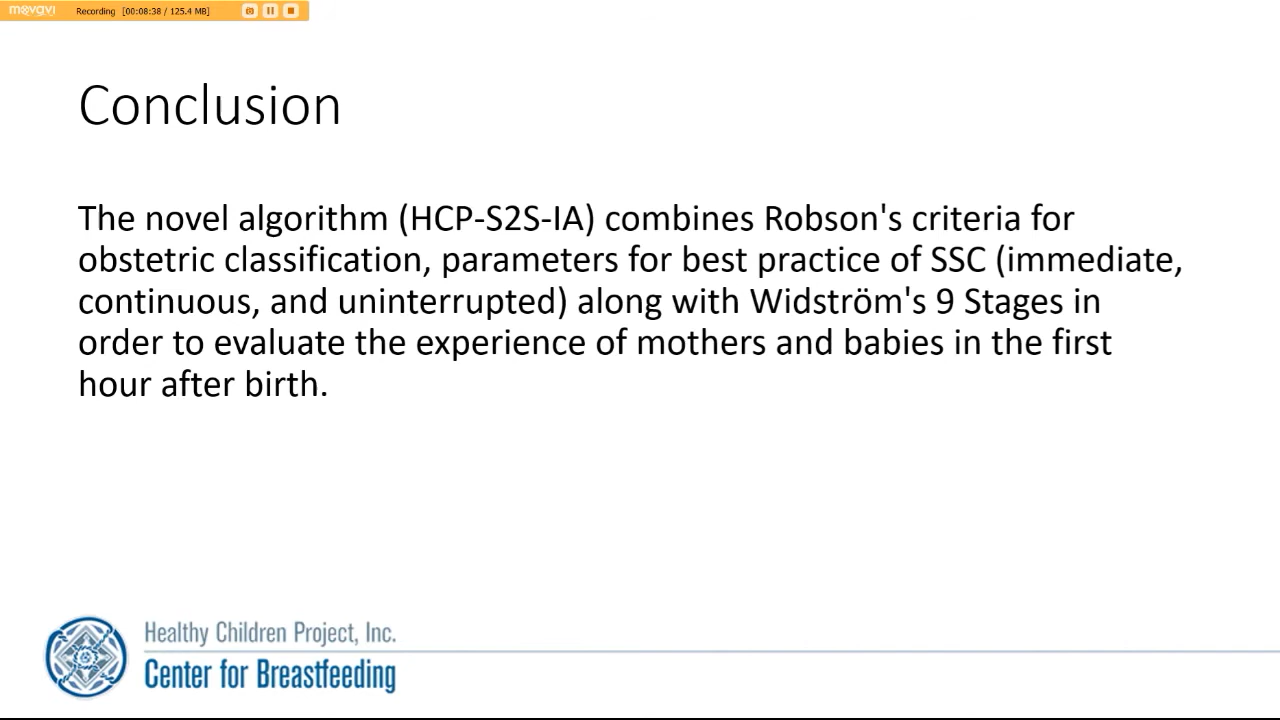 movavi Recording [00:08:38 / 125.4 MB]
Conclusion
The novel algorithm (HCP-S2S-IA) combines Robson's criteria for
obstetric classification, parameters for best practice of SSC (immediate,
continuous, and uninterrupted) along with Widström's 9 Stages in
order to evaluate the experience of mothers and babies in the first
hour after birth.
Healthy Children Project, Inc.
Center for Breastfeeding